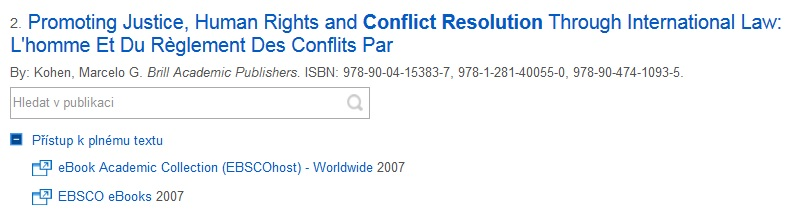 2. Promoting Justice, Human Rights and Conflict Resolution Through International Law:
L'homme Et Du Règlement Des Conflits Par
By: Kohen, Marcelo G. Brill Academic Publishers. ISBN: 978-90-04-15383-7, 978-1-281-40055-0, 978-90-474-1093-5.
Hledat v publikaci
Přístup k plnému textu
eBook Academic Collection (EBSCOhost) - Worldwide 2007
EBSCO eBooks 2007